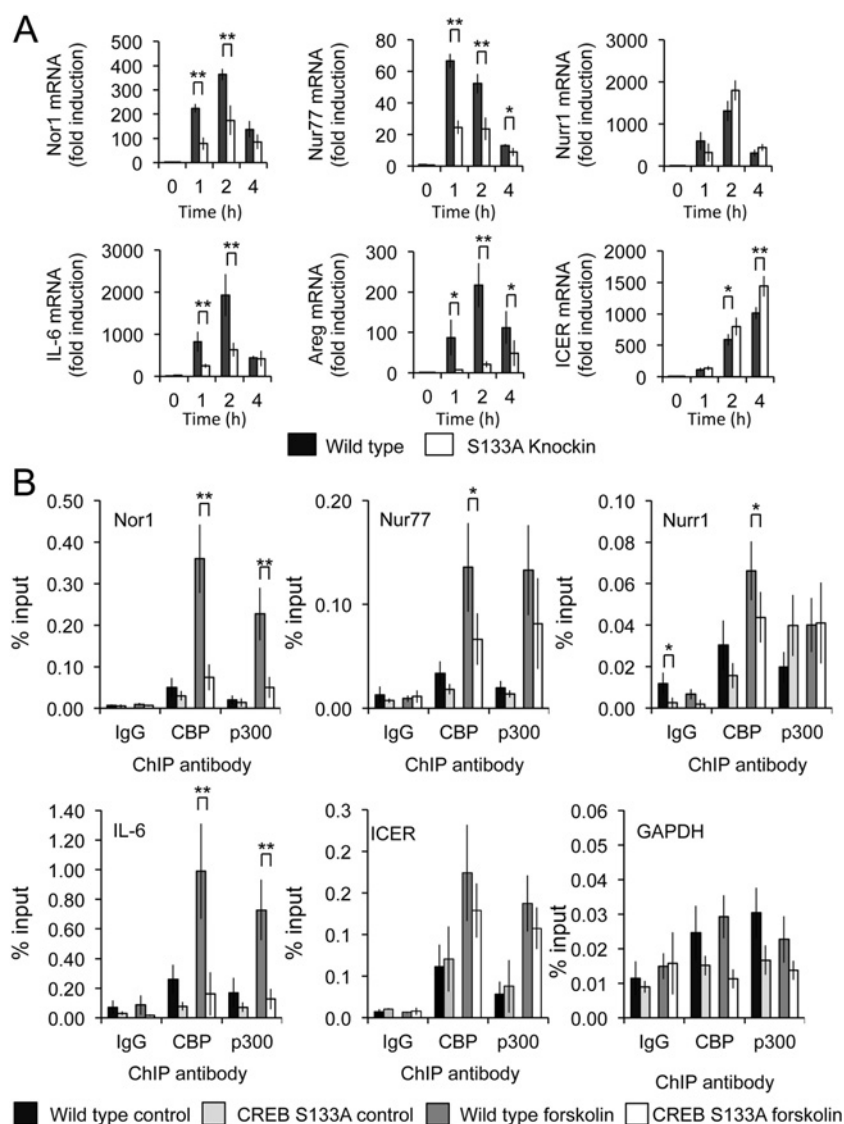 A
Nor1 mRNA
(fold induction)
500
400
300
200
100
0
**
**
0 1 2 4
Time (h)
Nur77 mRNA
(fold induction)
80
60
40
20
0
**
**
*
0 1 2 4
Time (h)
Nurr1 mRNA
(fold induction)
3000
2000
1000
0
0 1 2 4
Time (h)
IL-6 mRNA
(fold induction)
3000
2000
1000
0
**
**
0 1 2 4
Time (h)
Areg mRNA
(fold induction)
300
200
100
0
*
**
*
0 1 2 4
Time (h)
ICER mRNA
(fold induction)
2000
1500
1000
500
0
*
**
0 1 2 4
Time (h)
Wild type S133A Knockin
B
Nor1
% input
0.50
0.40
0.30
0.20
0.10
0.00
**
**
IgG CBP p300
ChIP antibody
Nur77
% input
0.20
0.10
0.00
*
IgG CBP p300
ChIP antibody
Nurr1
% input
0.10
0.08
0.06
0.04
0.02
0.00
*
*
IgG CBP p300
ChIP antibody
IL-6
% input
1.40
1.20
1.00
0.80
0.60
0.40
0.20
0.00
**
**
IgG CBP p300
ChIP antibody
ICER
% input
0.3
0.2
0.2
0.1
0.1
0.0
IgG CBP p300
ChIP antibody
GAPDH
% input
0.06
0.05
0.04
0.03
0.02
0.01
0.00
IgG CBP p300
ChIP antibody
Wild type control CREB S133A control Wild type forskolin CREB S133A forskolin